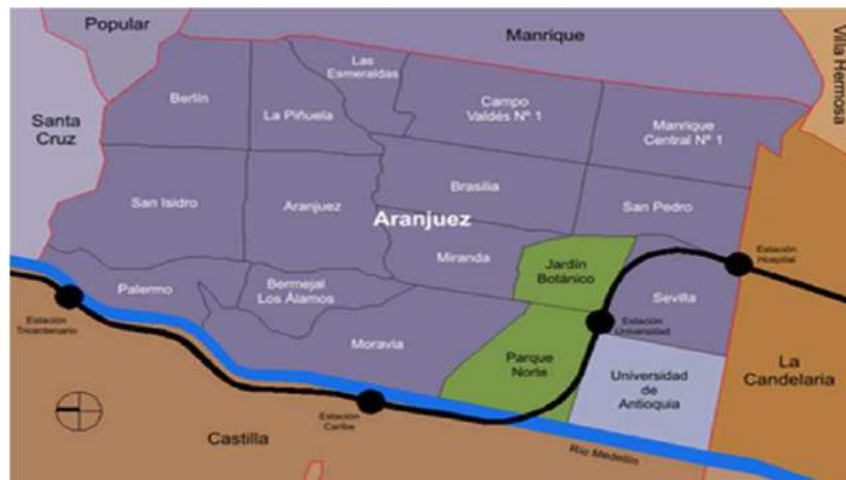 Popular
Manrique
Villa Hermosa
Las
Esmeraldas
Berlín
La Piñuela
Campo
Valdés Nº 1
Santa
Cruz
Manrique
Central Nº 1
Brasilia
San Isidro
Aranjuez
San Pedro
Aranjuez
Miranda
Jardín
Botánico
Estación
Hospital
Palermo
Bermejal
Los Álamos
Sevilla
Estación
Tricentenario
Estación
Universidad
Moravia
Parque
Norte
La
Candelaria
Universidad
de
Antioquia
Estación
Caribe
Castilla
Río Medellín